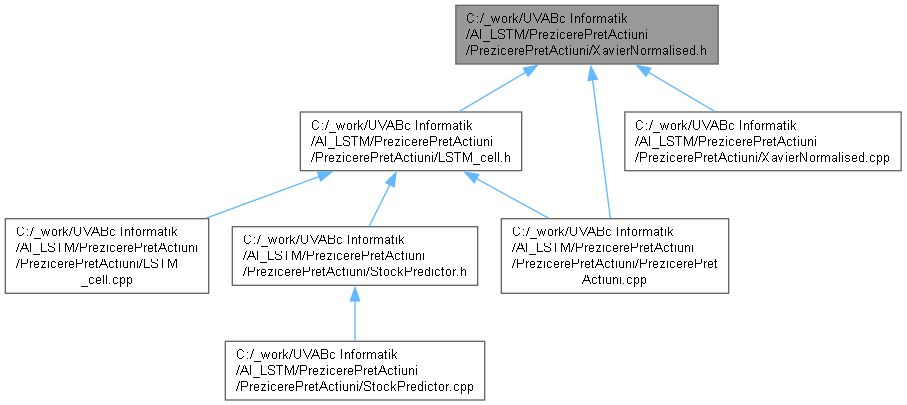 C:/_work/UVABc Informatik
/AI_LSTM/PrezicerePretActiuni
/PrezicerePretActiuni/XavierNormalised.h
C:/_work/UVABc Informatik
/AI_LSTM/PrezicerePretActiuni
/PrezicerePretActiuni/LSTM_cell.h
C:/_work/UVABc Informatik
/AI_LSTM/PrezicerePretActiuni
/PrezicerePretActiuni/XavierNormalised.cpp
C:/_work/UVABc Informatik
/AI_LSTM/PrezicerePretActiuni
/PrezicerePretActiuni/LSTM
_cell.cpp
C:/_work/UVABc Informatik
/AI_LSTM/PrezicerePretActiuni
/PrezicerePretActiuni/StockPredictor.h
C:/_work/UVABc Informatik
/AI_LSTM/PrezicerePretActiuni
/PrezicerePretActiuni/PrezicerePret
Actiuni.cpp
C:/_work/UVABc Informatik
/AI_LSTM/PrezicerePretActiuni
/PrezicerePretActiuni/StockPredictor.cpp